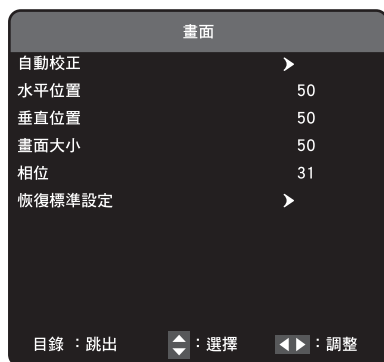 畫面
自動校正
水平位置 50
垂直位置 50
畫面大小 50
相位 31
恢復標準設定
目錄 ：跳出 ：選擇 ：調整